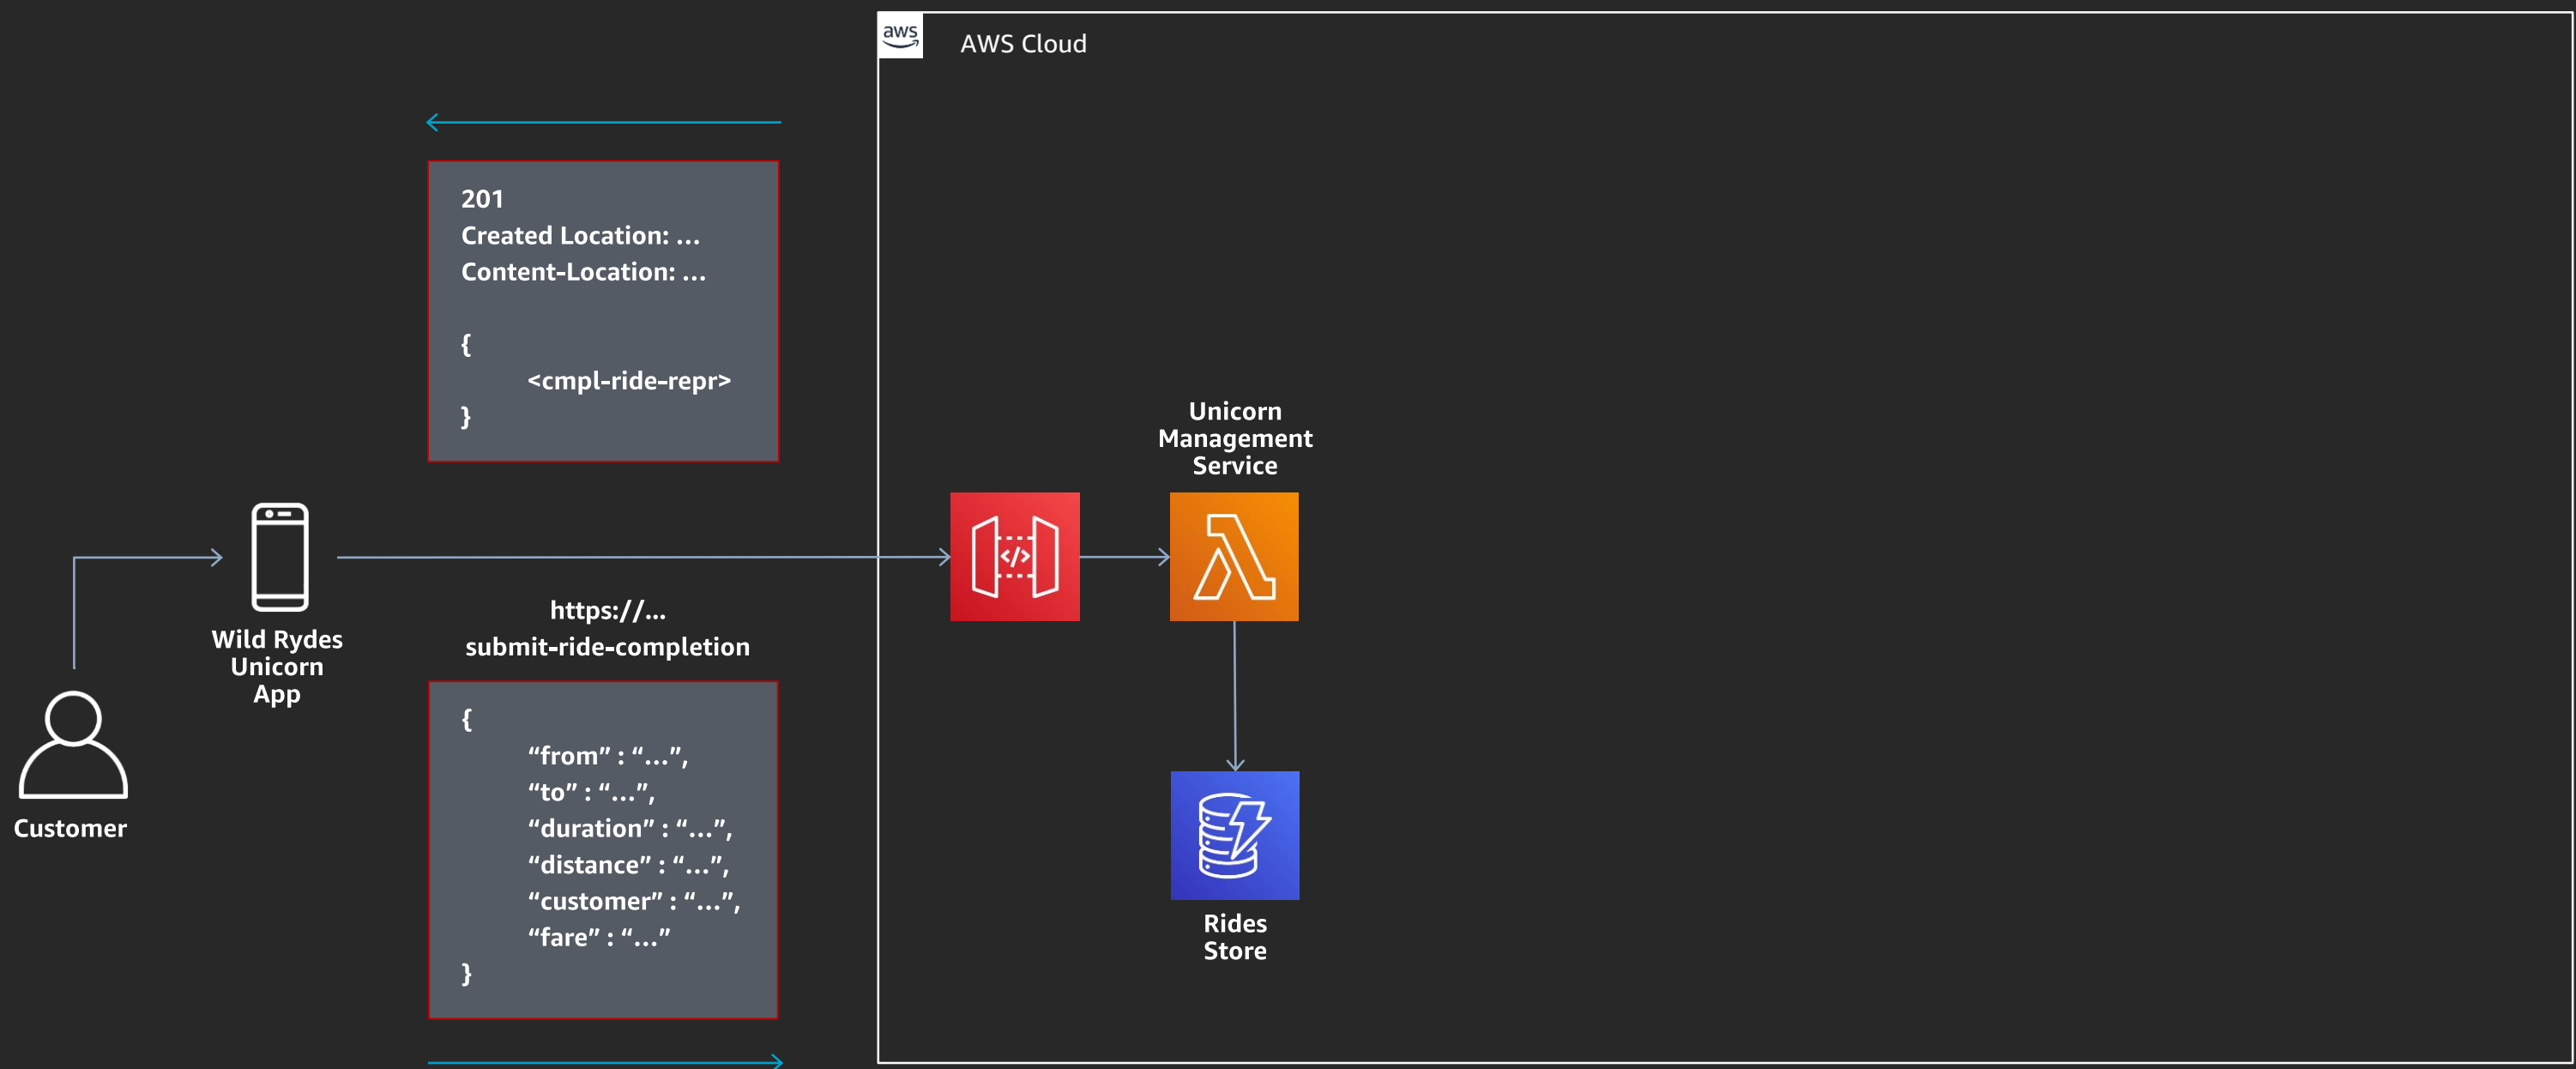 aws
AWS Cloud
201
Created Location: ...
Content-Location: ...
{
<cmpl-ride-repr>
}
Unicorn
Management
Service
</>
https://...
submit-ride-completion
Wild Rydes
Unicorn
App
Customer
{
“from” : “...”,
“to” : “...”,
“duration” : “...”,
“distance” : “...”,
“customer” : “...”,
“fare” : “...”
}
Rides
Store